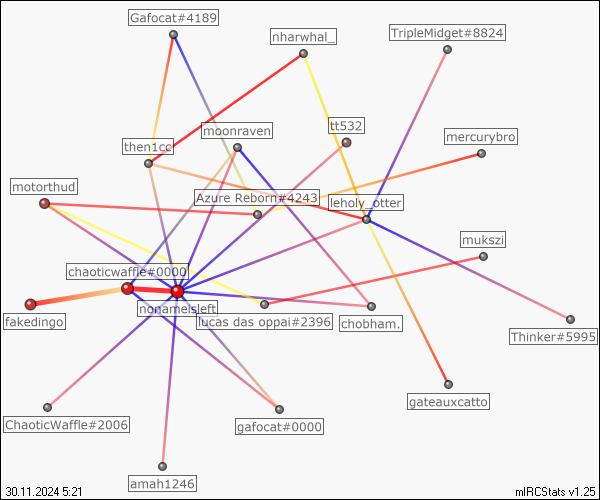 Gafocat#4189
nharwhal_
TripleMidget#8824
tt532
moonraven
mercurybro
then1cc
motorthud
Azure Reborn#4243
leholy_otter
mukszi
chaoticwaffle#0000
nonameisleft
fakedingo
lucas das oppai#2396
chobham.
Thinker#5995
gateauxcatto
ChaoticWaffle#2006
gafocat#0000
amah1246
30.11.2024 5:21
mIRCStats v1.25